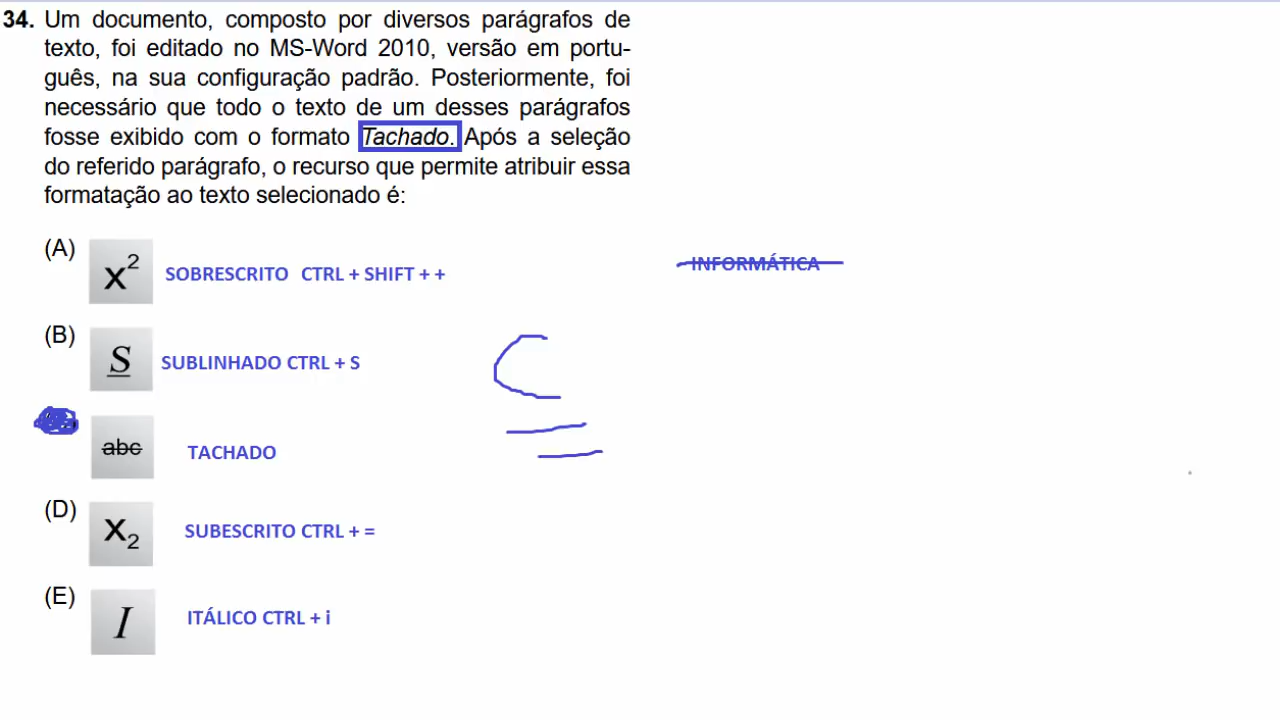 34. Um documento, composto por diversos parágrafos de
texto, foi editado no MS-Word 2010, versão em portu-
guês, na sua configuração padrão. Posteriormente, foi
necessário que todo o texto de um desses parágrafos
fosse exibido com o formato Tachado. Após a seleção
do referido parágrafo, o recurso que permite atribuir essa
formatação ao texto selecionado é:
(A) x2 SOBRESCRITO CTRL + SHIFT + +
INFORMÁTICA
(B) S SUBLINHADO CTRL + S
abc TACHADO
(D) x2 SUBESCRITO CTRL + =
(E) I ITÁLICO CTRL + i